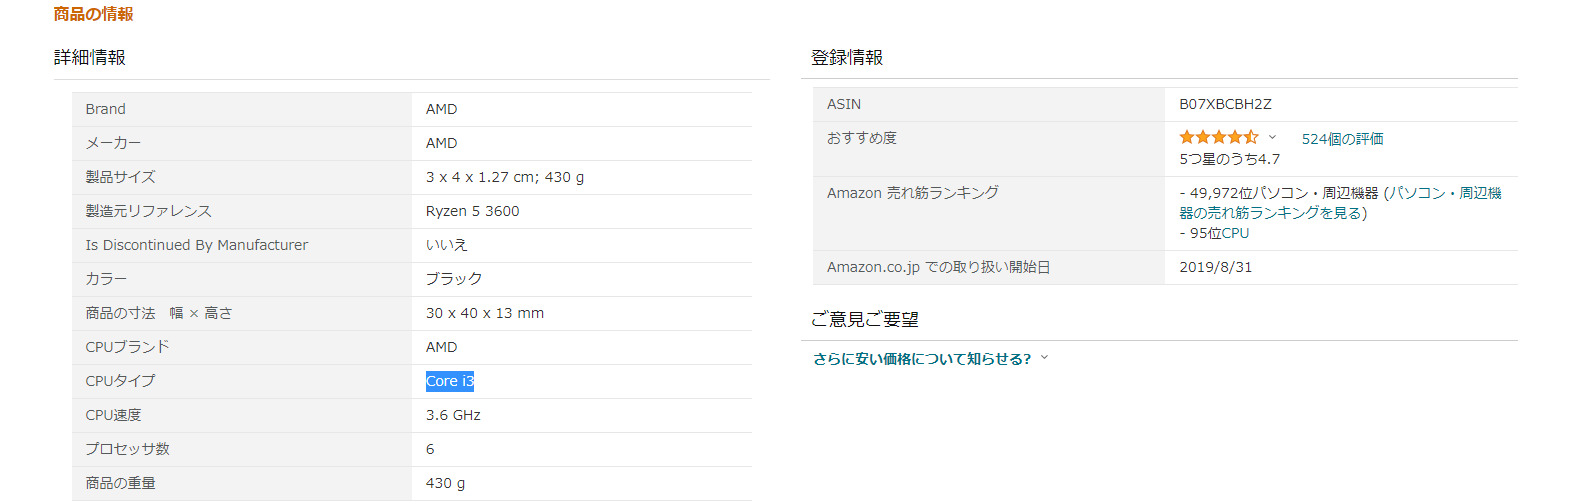 商品の情報
詳細情報
Brand AMD
メーカー AMD
製品サイズ 3 x 4 x 1.27 cm; 430 g
製造元リファレンス Ryzen 5 3600
Is Discontinued By Manufacturer いいえ
カラー ブラック
商品の寸法 幅 × 高さ 30 x 40 x 13 mm
CPUブランド AMD
CPUタイプ Core i3
CPU速度 3.6 GHz
プロセッサ数 6
商品の重量 430 g
登録情報
ASIN B07XBCBH2Z
おすすめ度 524個の評価
5つ星のうち4.7
Amazon 売れ筋ランキング - 49,972位パソコン・周辺機器 (パソコン・周辺機
器の売れ筋ランキングを見る)
- 95位CPU
Amazon.co.jp での取り扱い開始日 2019/8/31
ご意見ご要望
さらに安い価格について知らせる?